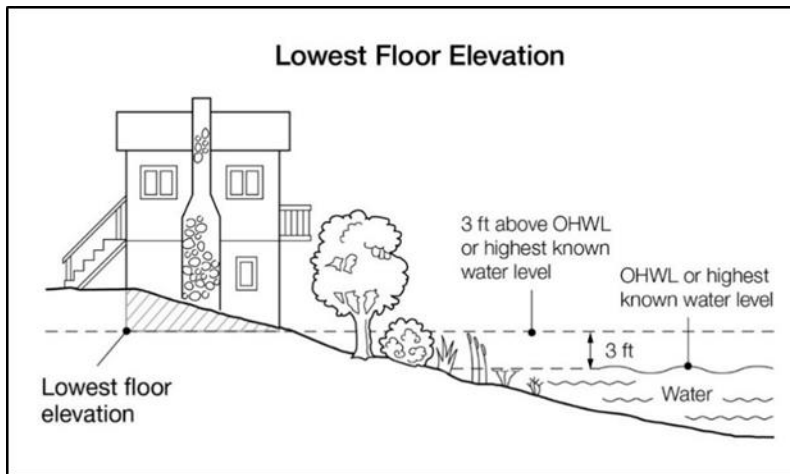 Lowest Floor Elevation
3 ft above OHWL
or highest known
water level
OHWL or highest
known water level
3 ft
Water
Lowest floor
elevation